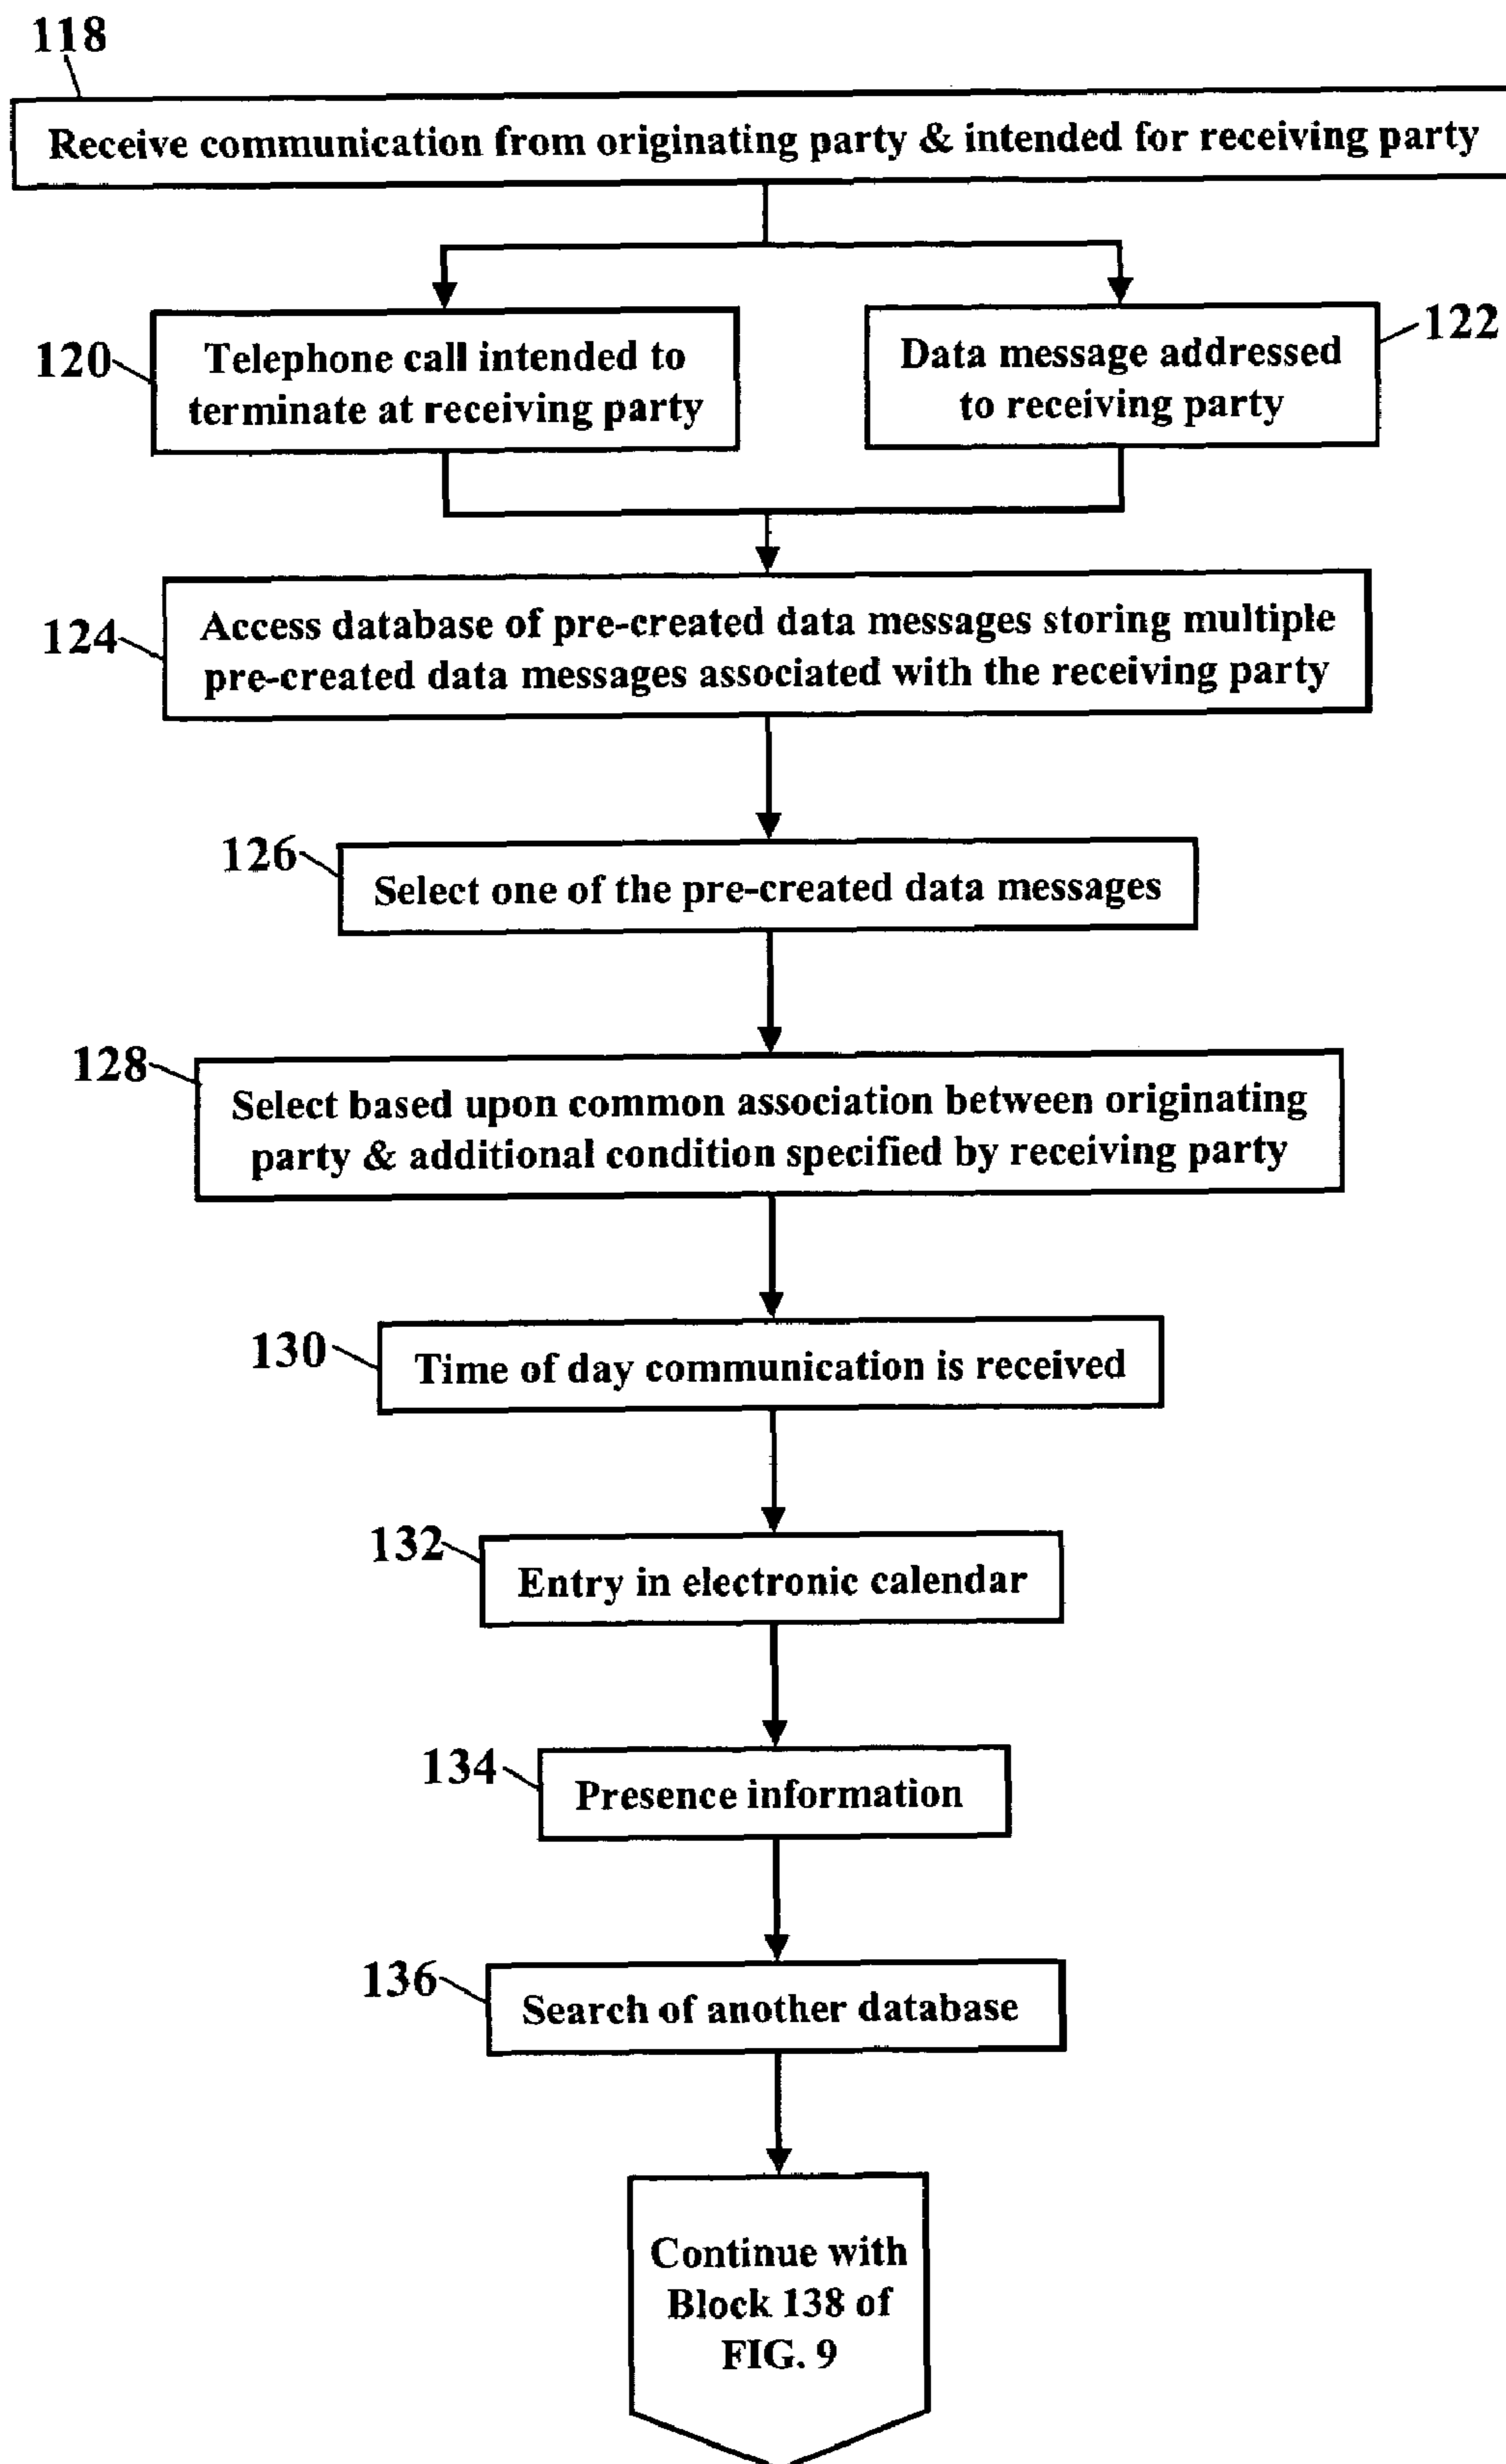 118
Receive communication from originating party & intended for receiving party
120
Telephone call intended to
terminate at receiving party
122
Data message addressed
to receiving party
124
Access database of pre-created data messages storing multiple
pre-created data messages associated with the receiving party
126
Select one of the pre-created data messages
128
Select based upon common association between originating
party & additional condition specified by receiving party
130
Time of day communication is received
132
Entry in electronic calendar
134
Presence information
136
Search of another database
Continue with
Block 138 of
FIG. 9